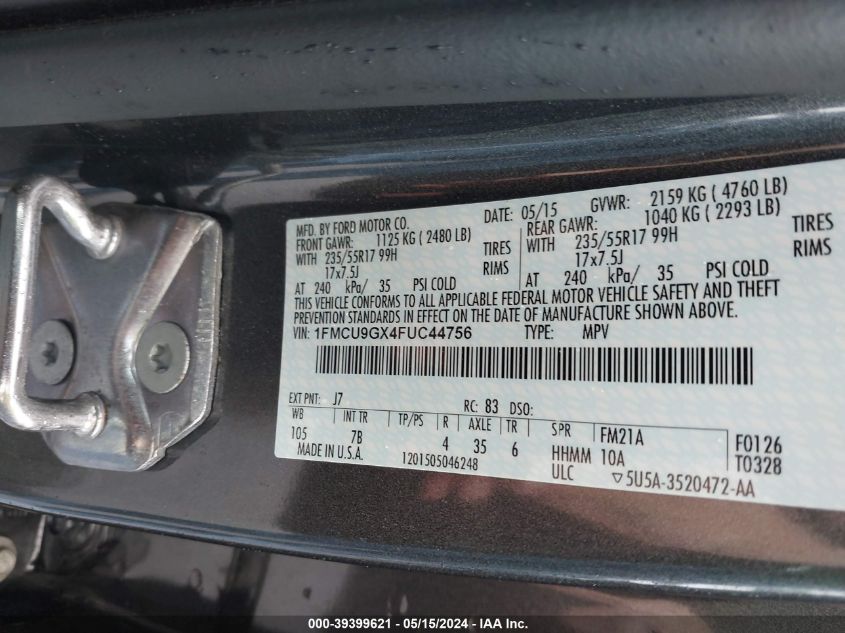 MFD. BY FORD MOTOR CO. DATE: 05/15 GVWR: 2159 KG ( 4760 LB)
FRONT GAWR: 1125 KG ( 2480 LB) REAR GAWR: 1040 KG ( 2293 LB)
WITH 235/55R17 99H TIRES WITH 235/55R17 99H TIRES
17x7.5J RIMS 17x7.5J RIMS
AT 240 kPa/ 35 PSI COLD AT 240 kPa/ 35 PSI COLD
THIS VEHICLE CONFORMS TO ALL APPLICABLE FEDERAL MOTOR VEHICLE SAFETY AND THEFT
PREVENTION STANDARDS IN EFFECT ON THE DATE OF MANUFACTURE SHOWN ABOVE.
VIN: 1FMCU9GX4FUC44756 TYPE: MPV
EXT PNT: J7 RC: 83 DSO:
WB INT TR TP/PS R AXLE TR SPR FM21A F0126
105 7B 4 35 6 HHMM 10A T0328
MADE IN U.S.A. 1201505046248 ULC ▽5U5A-3520472-AA
000-39399621 - 05/15/2024 - IAA Inc.